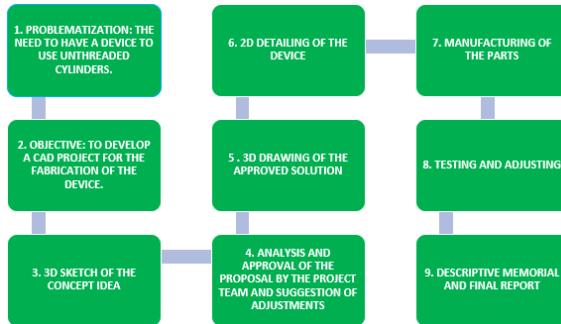 1. PROBLEMATIZATION: THE
NEED TO HAVE A DEVICE TO
USE UNTHREADED
CYLINDERS.
2. OBJECTIVE: TO DEVELOP
A CAD PROJECT FOR THE
FABRICATION OF THE
DEVICE.
3. 3D SKETCH OF THE
CONCEPT IDEA
4. ANALYSIS AND
APPROVAL OF THE
PROPOSAL BY THE PROJECT
TEAM AND SUGGESTION OF
ADJUSTMENTS
5 . 3D DRAWING OF THE
APPROVED SOLUTION
6. 2D DETAILING OF THE
DEVICE
7. MANUFACTURING OF
THE PARTS
8. TESTING AND ADJUSTING
9. DESCRIPTIVE MEMORIAL
AND FINAL REPORT